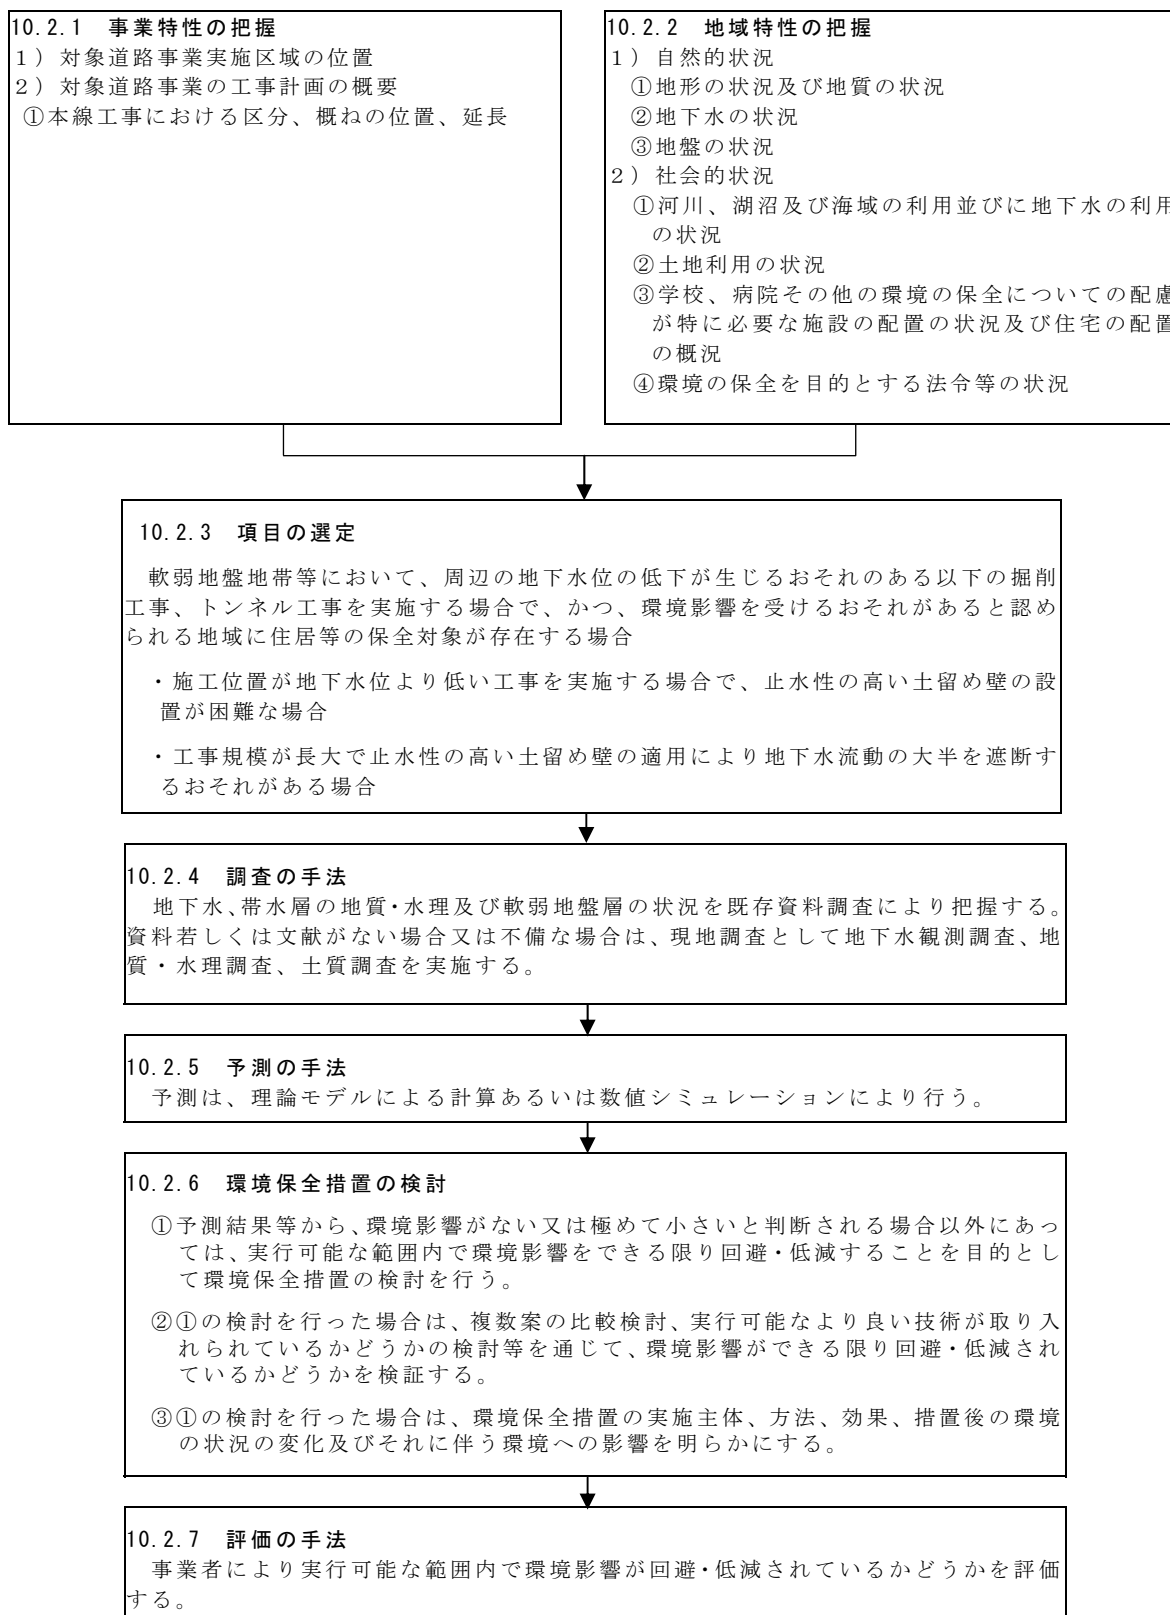 10.2.1 事業特性の把握
1）対象道路事業実施区域の位置
2）対象道路事業の工事計画の概要
①本線工事における区分、概ねの位置、延長
10.2.2 地域特性の把握
1）自然的状況
①地形の状況及び地質の状況
②地下水の状況
③地盤の状況
2）社会的状況
①河川、湖沼及び海域の利用並びに地下水の利用
の状況
②土地利用の状況
③学校、病院その他の環境の保全についての配慮
が特に必要な施設の配置の状況及び住宅の配置
の概況
④環境の保全を目的とする法令等の状況
10.2.3 項目の選定
軟弱地盤地帯等において、周辺の地下水位の低下が生じるおそれのある以下の掘削
工事、トンネル工事を実施する場合で、かつ、環境影響を受けるおそれがあると認め
られる地域に住居等の保全対象が存在する場合
・施工位置が地下水位より低い工事を実施する場合で、止水性の高い土留め壁の設
置が困難な場合
・工事規模が長大で止水性の高い土留め壁の適用により地下水流動の大半を遮断す
るおそれがある場合
10.2.4 調査の手法
地下水、帯水層の地質・水理及び軟弱地盤層の状況を既存資料調査により把握する。
資料若しくは文献がない場合又は不備な場合は、現地調査として地下水観測調査、地
質・水理調査、土質調査を実施する。
10.2.5 予測の手法
予測は、理論モデルによる計算あるいは数値シミュレーションにより行う。
10.2.6 環境保全措置の検討
①予測結果等から、環境影響がない又は極めて小さいと判断される場合以外にあっ
ては、実行可能な範囲内で環境影響をできる限り回避・低減することを目的とし
て環境保全措置の検討を行う。
②①の検討を行った場合は、複数案の比較検討、実行可能なより良い技術が取り入
れられているかどうかの検討等を通じて、環境影響ができる限り回避・低減され
ているかどうかを検証する。
③①の検討を行った場合は、環境保全措置の実施主体、方法、効果、措置後の環境
の状況の変化及びそれに伴う環境への影響を明らかにする。
10.2.7 評価の手法
事業者により実行可能な範囲内で環境影響が回避・低減されているかどうかを評価
する。